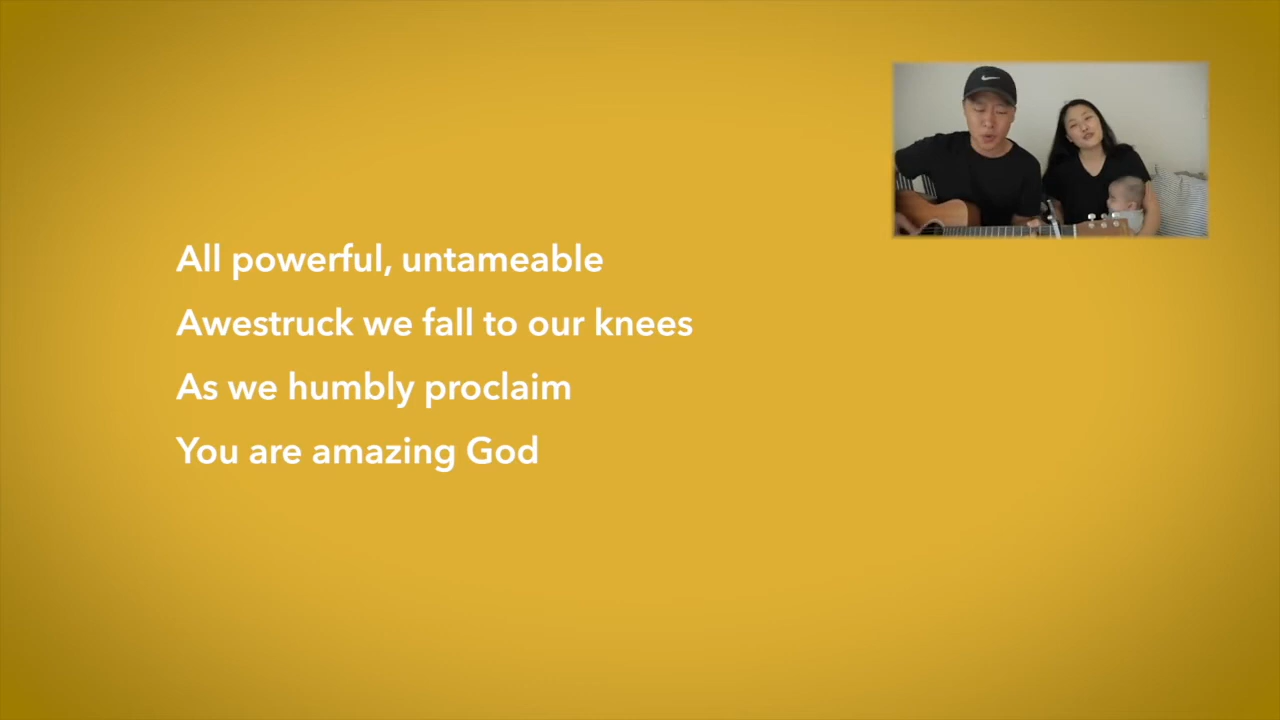 All powerful, untameable
Awestruck we fall to our knees
As we humbly proclaim
You are amazing God